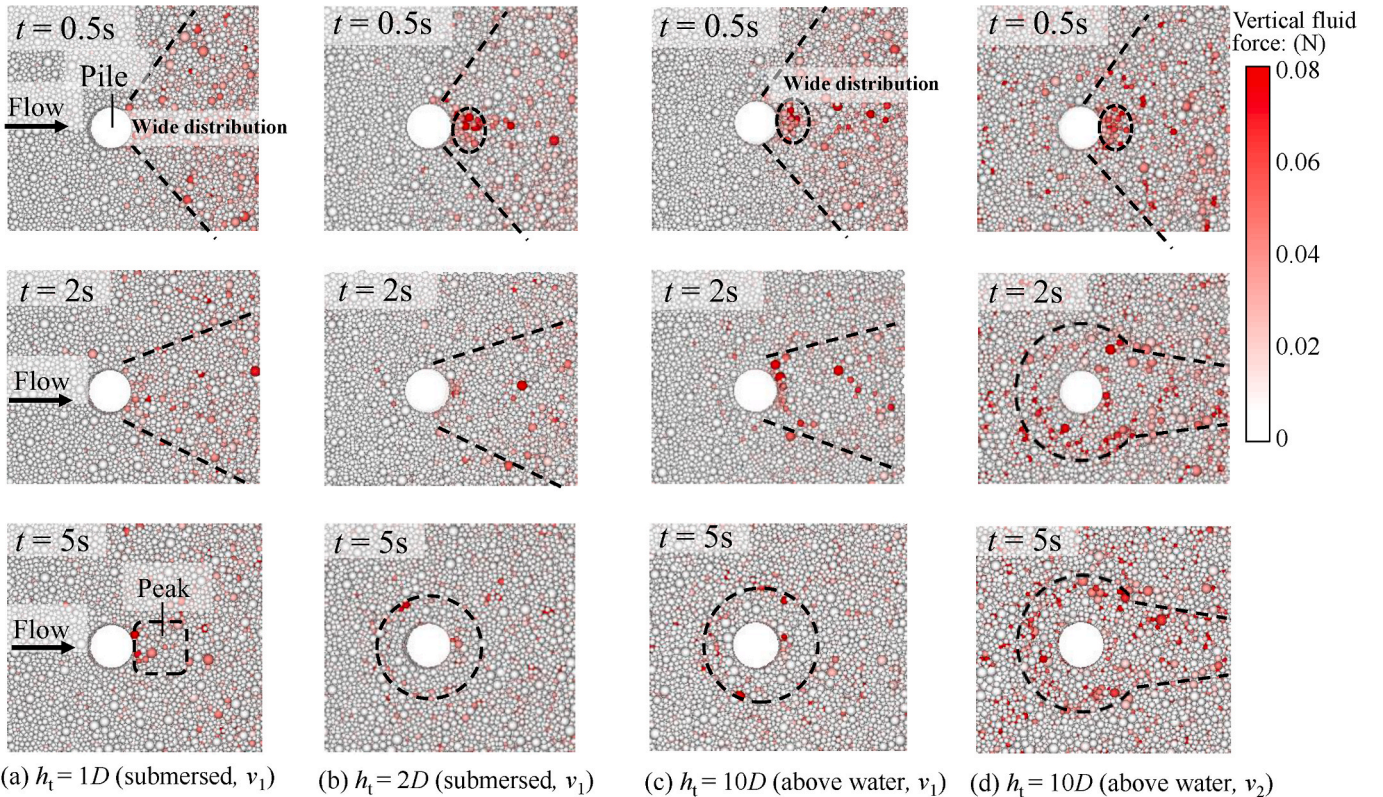 t = 0.5s
t = 0.5s
t = 0.5s
t = 0.5s
Vertical fluid
force: (N)
0.08
0.06
0.04
0.02
0
Pile
Flow
Wide distribution
Wide distribution
t = 2s
t = 2s
t = 2s
t = 2s
Flow
t = 5s
t = 5s
t = 5s
t = 5s
Peak
Flow
(a) hₜ = 1D (submersed, v₁)
(b) hₜ = 2D (submersed, v₁)
(c) hₜ = 10D (above water, v₁)
(d) hₜ = 10D (above water, v₂)